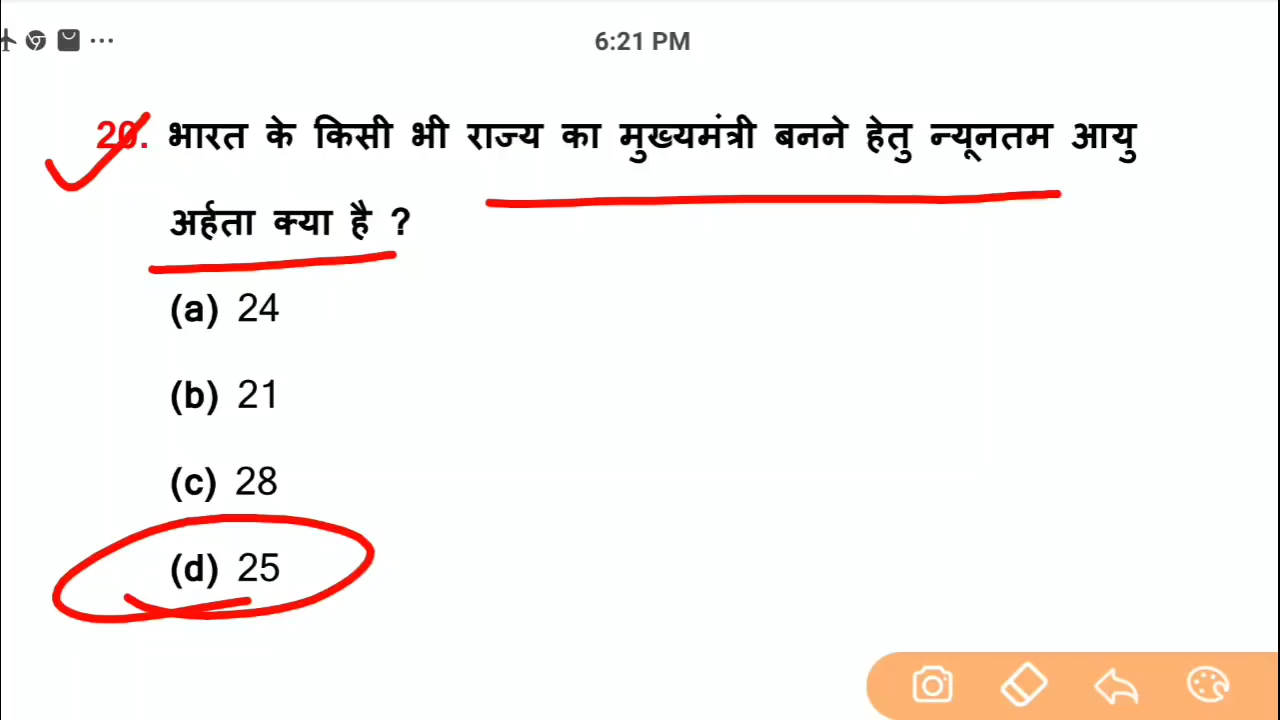 6:21 PM
20. भारत के किसी भी राज्य का मुख्यमंत्री बनने हेतु न्यूनतम आयु
अर्हता क्या है ?
(a) 24
(b) 21
(c) 28
(d) 25